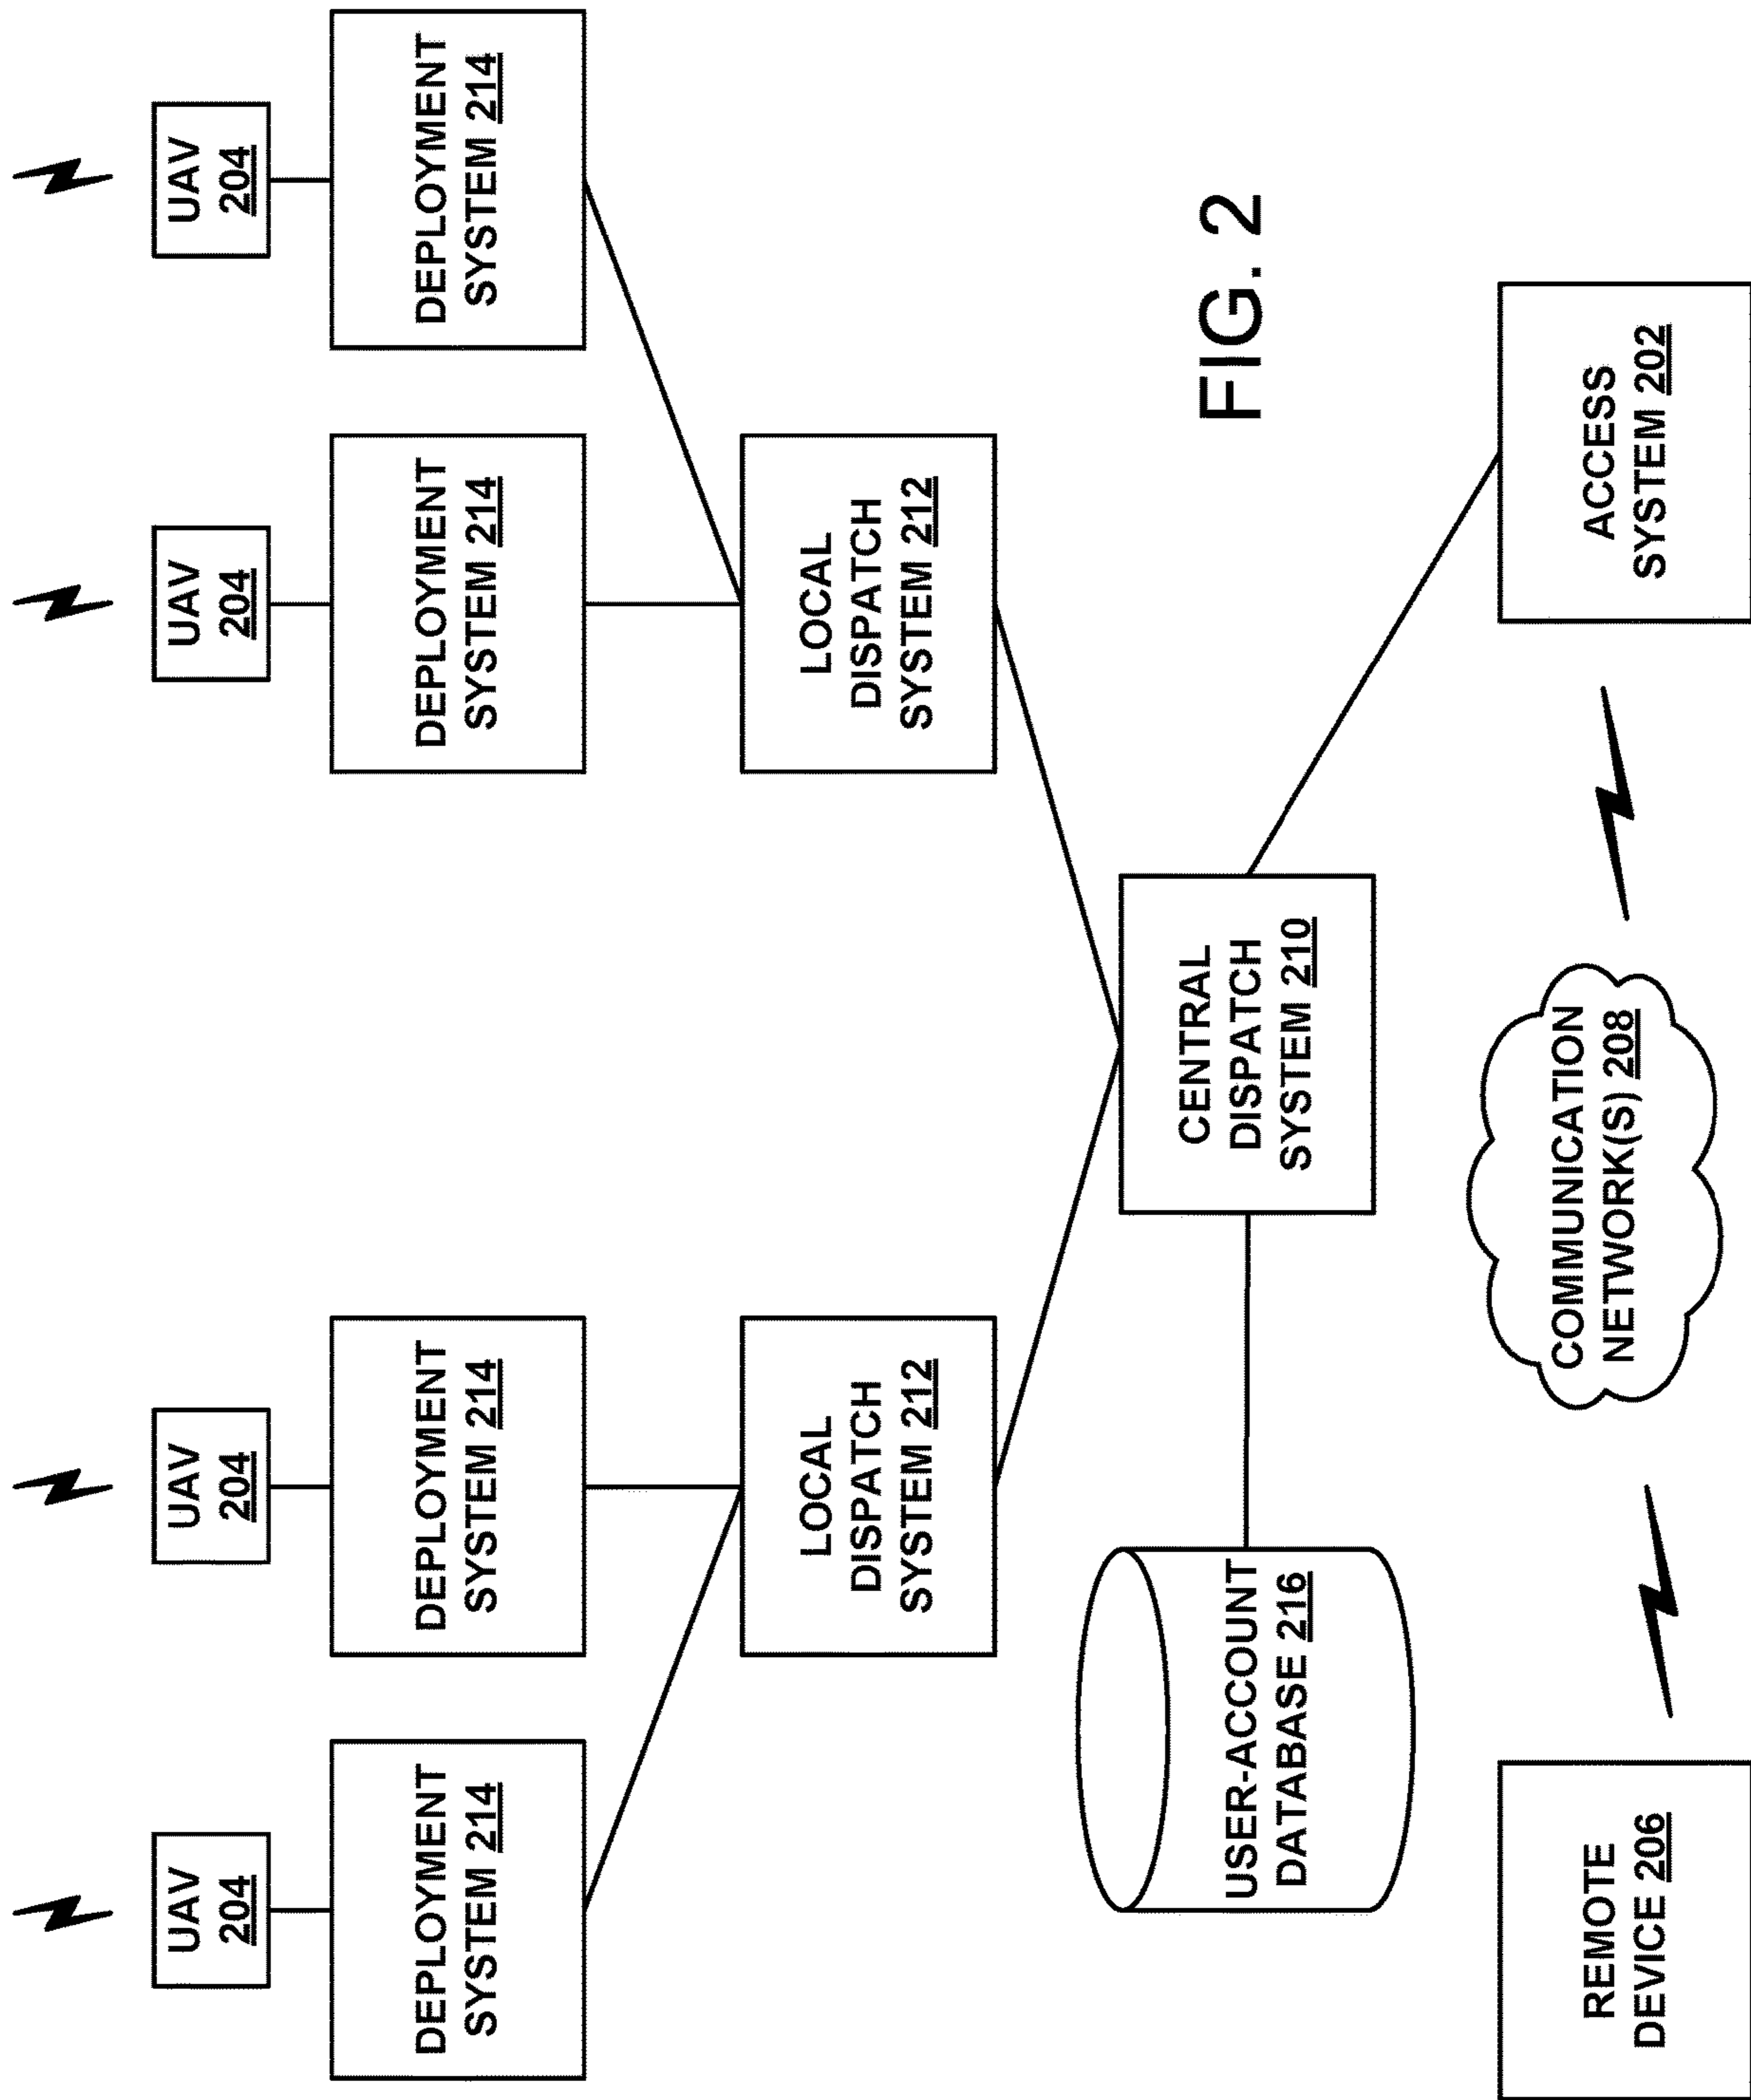 UAV
204
UAV
204
UAV
204
UAV
204
DEPLOYMENT
SYSTEM 214
DEPLOYMENT
SYSTEM 214
DEPLOYMENT
SYSTEM 214
DEPLOYMENT
SYSTEM 214
LOCAL
DISPATCH
SYSTEM 212
LOCAL
DISPATCH
SYSTEM 212
USER-ACCOUNT
DATABASE 216
CENTRAL
DISPATCH
SYSTEM 210
FIG. 2
REMOTE
DEVICE 206
COMMUNICATION
NETWORK(S) 208
ACCESS
SYSTEM 202